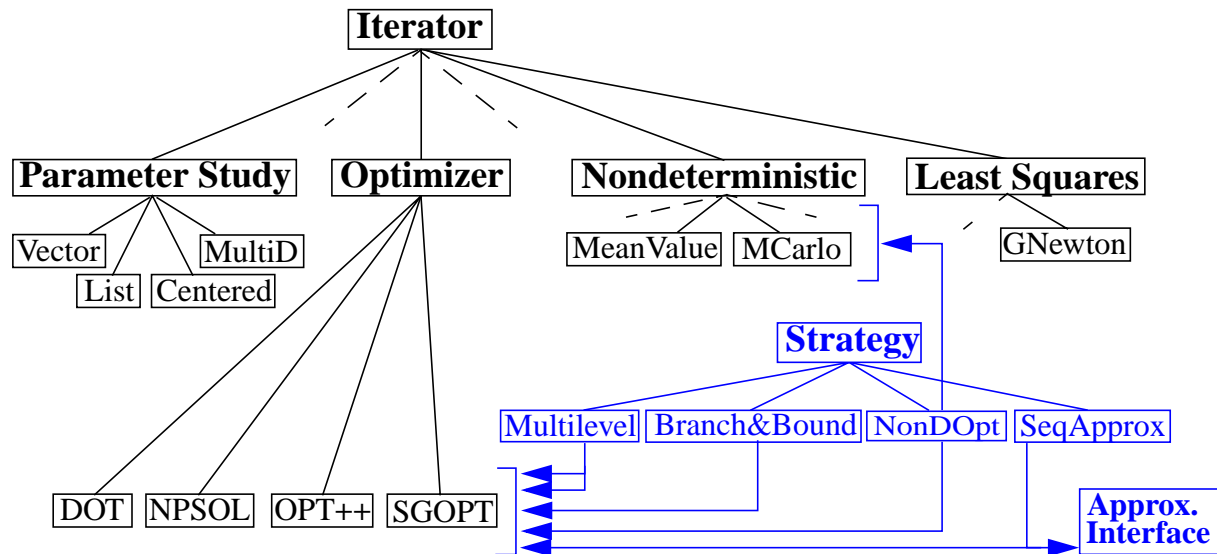 Iterator
Parameter Study
Optimizer
Nondeterministic
Least Squares
Vector
MultiD
List
Centered
MeanValue
MCarlo
GNewton
Strategy
Multilevel
Branch&Bound
NonDOpt
SeqApprox
DOT
NPSOL
OPT++
SGOPT
Approx.
Interface